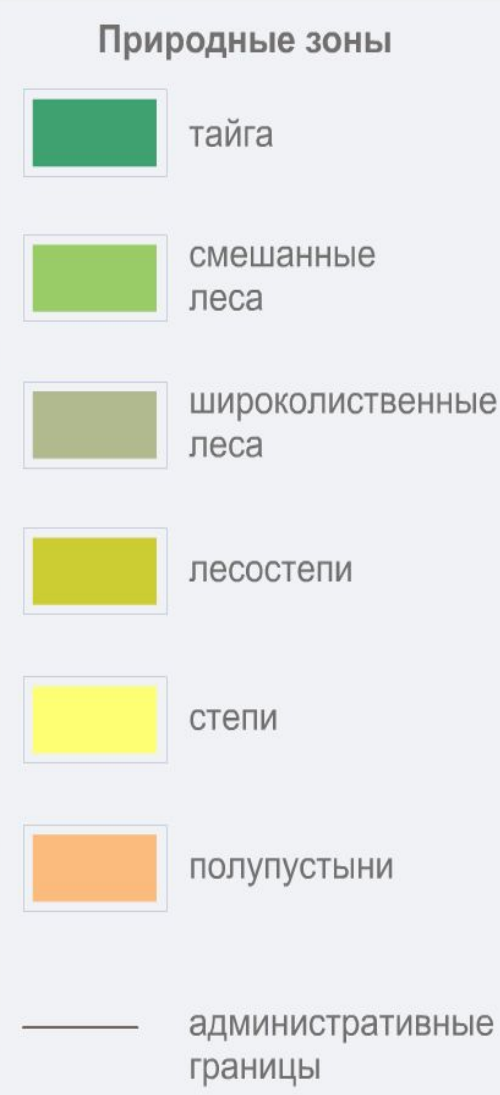 Природные зоны
тайга
смешанные
леса
широколиственные
леса
лесостепи
степи
полупустыни
административные
границы